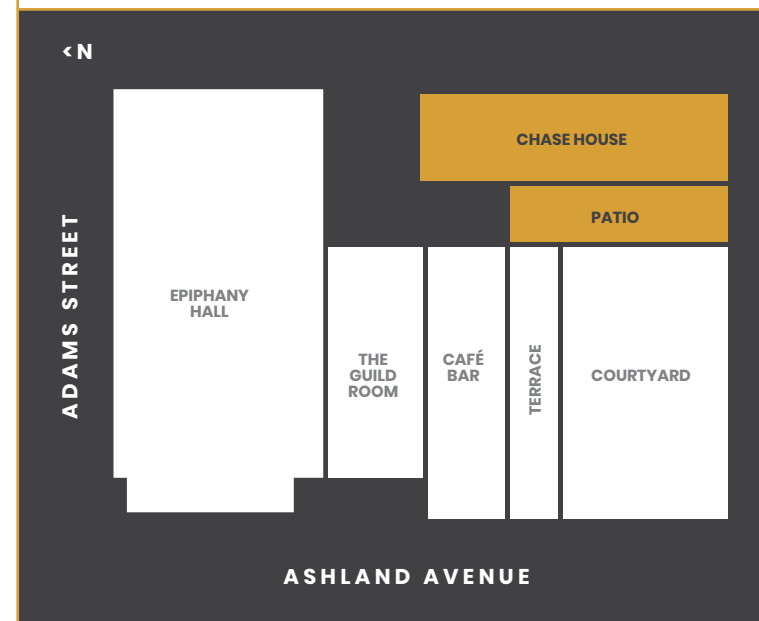 <N
CHASE HOUSE
PATIO
ADAMS STREET
EPIPHANY
HALL
THE
GUILD
ROOM
CAFÉ
BAR
TERRACE
COURTYARD
ASHLAND AVENUE